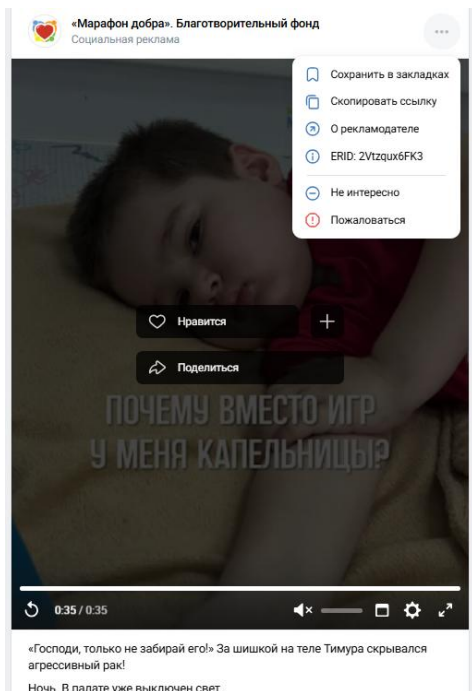 «Марафон добра». Благотворительный фонд
Социальная реклама
Сохранить в закладках
Скопировать ссылку
О рекламодателе
ERID: 2Vtzqux6FK3
Не интересно
Пожаловаться
Нравится
Поделиться
ПОЧЕМУ ВМЕСТО ИГР
У МЕНЯ КАПЕЛЬНИЦЫ?
0:35 / 0:35
«Господи, только не забирай его!» За шишкой на теле Тимура скрывался
агрессивный рак!
Ночь. В палате уже выключен свет.